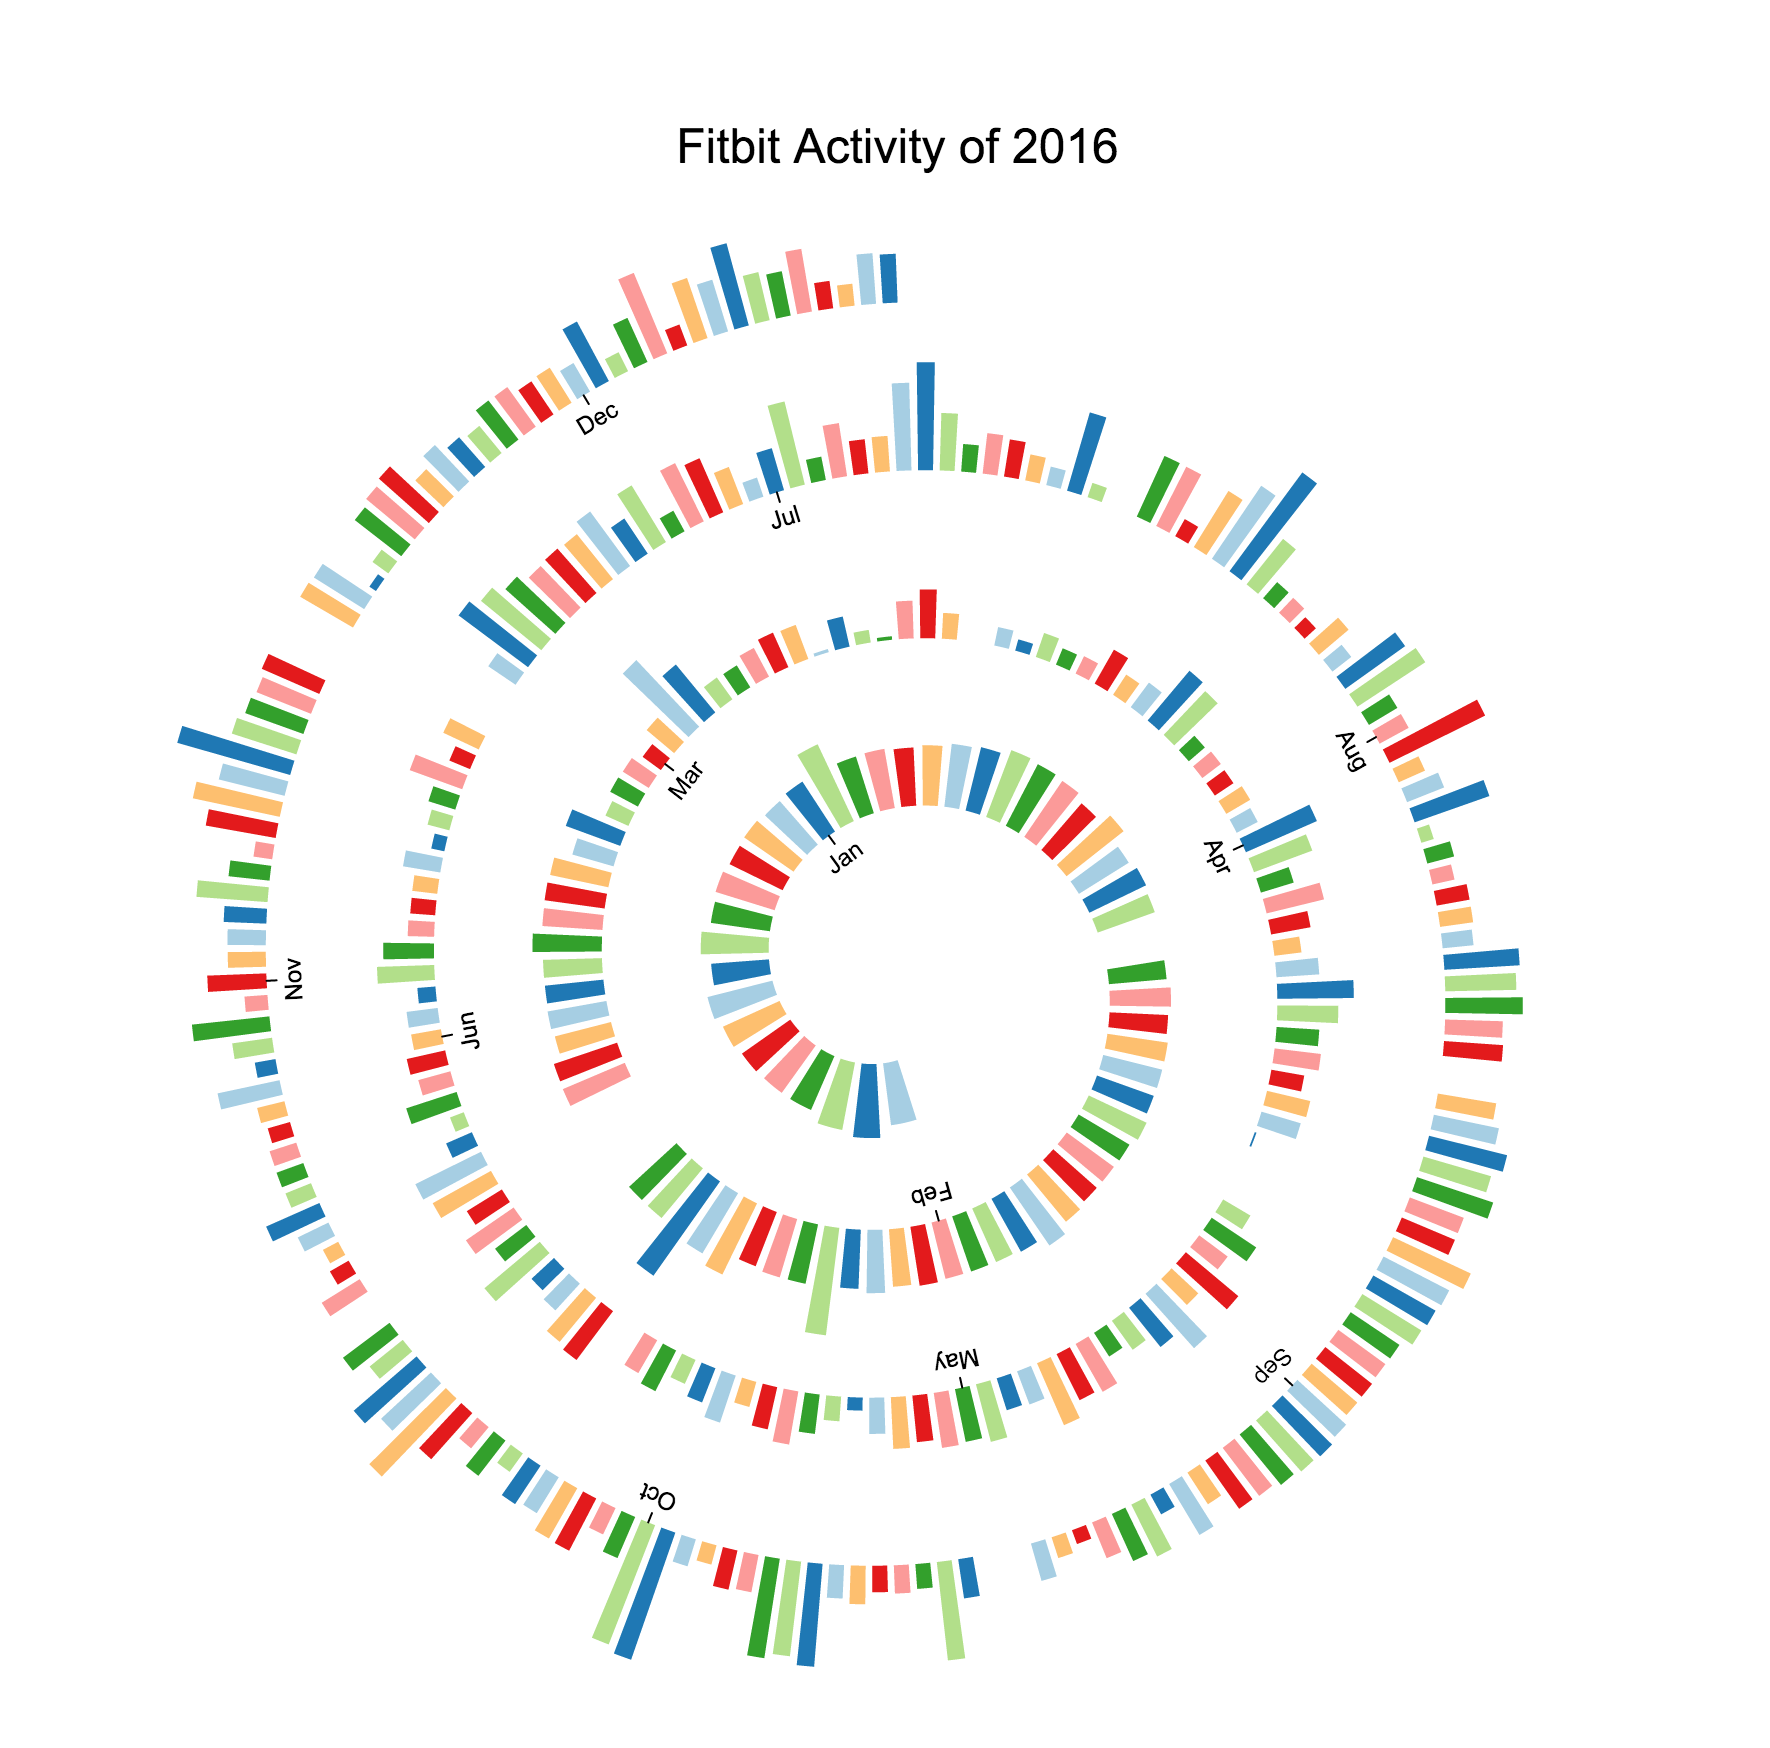 Fitbit Activity of 2016
Jan
Feb
Mar
Apr
May
Jun
Jul
Aug
Sep
Oct
Nov
Dec